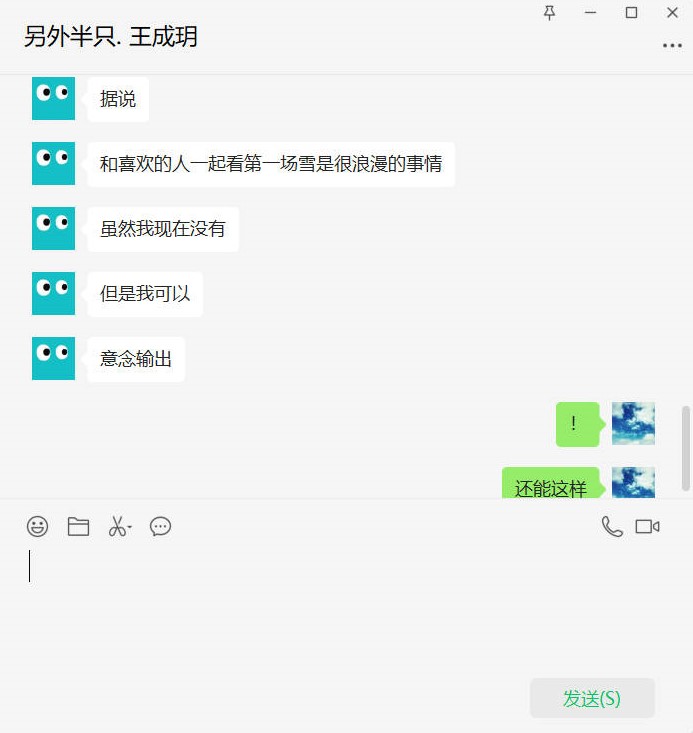 另外半只. 王成玥
据说
和喜欢的人一起看第一场雪是很浪漫的事情
虽然我现在没有
但是我可以
意念输出
！
还能这样
发送(S)